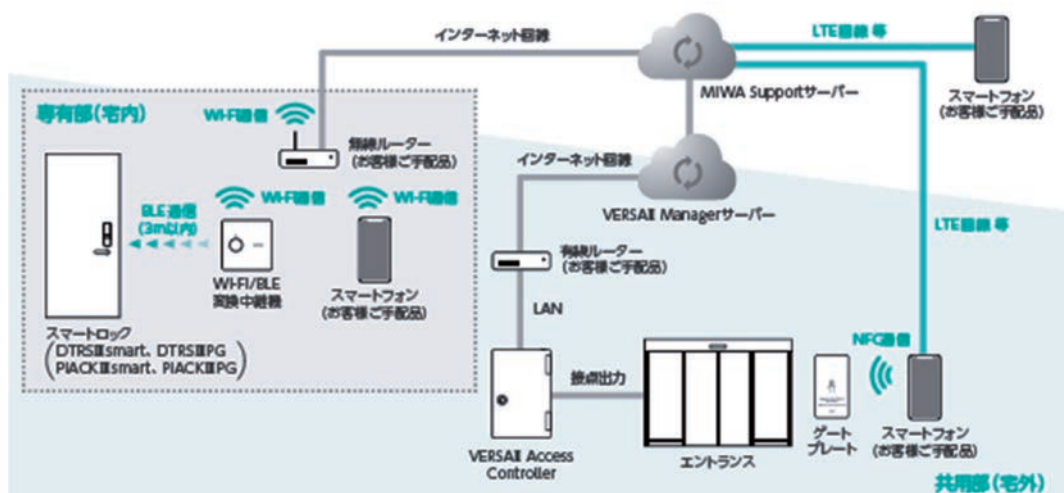 インターネット回線
LTE回線 等
MIWA Supportサーバー
スマートフォン
(お客様ご手配品)
専有部(宅内)
WI-FI通信
無線ルーター
(お客様ご手配品)
インターネット回線
VERSAⅡ Managerサーバー
LTE回線 等
BLE通信
(3m以内)
WI-FI通信
WI-FI通信
WI-FI/BLE
変換中継機
スマートフォン
(お客様ご手配品)
有線ルーター
(お客様ご手配品)
LAN
スマートロック
(DTRSⅢsmart、DTRSⅢPG
PIACKⅢsmart、PIACKⅢPG)
接点出力
NFC通信
VERSAⅡ Access
Controller
エントランス
ゲート
プレート
スマートフォン
(お客様ご手配品)
共用部(宅外)